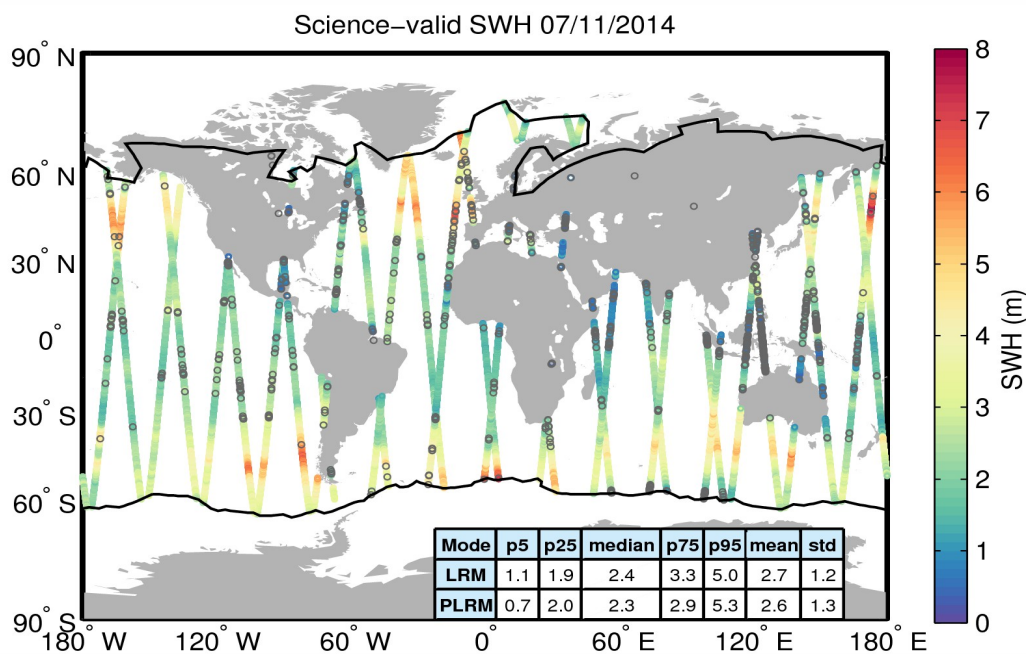 Science−valid SWH 07/11/2014
90° N
60° N
30° N
0°
30° S
60° S
90° S
180° W
120° W
60° W
0°
60° E
120° E
180° E
Mode p5 p25 median p75 p95 mean std
LRM 1.1 1.9 2.4 3.3 5.0 2.7 1.2
PLRM 0.7 2.0 2.3 2.9 5.3 2.6 1.3
8
7
6
5
4
3
2
1
0
SWH (m)